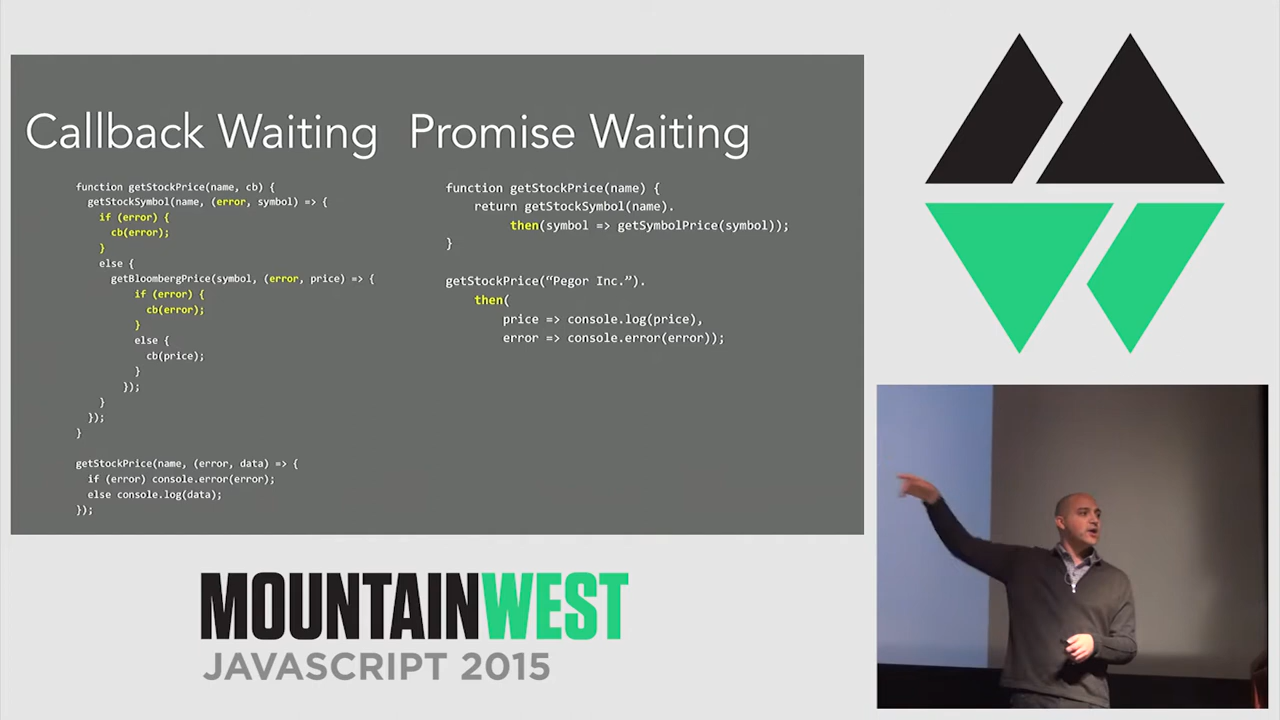 Callback Waiting
function getStockPrice(name, cb) {
getStockSymbol(name, (error, symbol) => {
if (error) {
cb(error);
}
else {
getBloombergPrice(symbol, (error, price) => {
if (error) {
cb(error);
}
else {
cb(price);
}
});
}
});
}
getStockPrice(name, (error, data) => {
if (error) console.error(error);
else console.log(data);
});
Promise Waiting
function getStockPrice(name) {
return getStockSymbol(name).
then(symbol => getSymbolPrice(symbol));
}
getStockPrice(“Pegor Inc.”).
then(
price => console.log(price),
error => console.error(error));
MOUNTAINWEST
JAVASCRIPT 2015